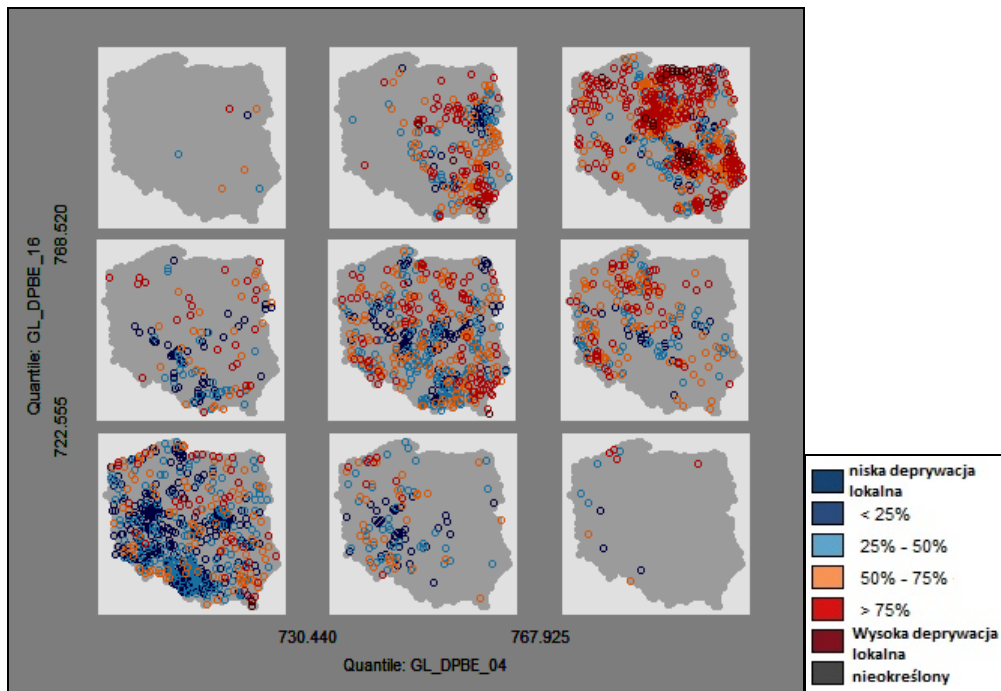 Quantile: GL_DPBE_16
768.520
722.555
730.440
767.925
Quantile: GL_DPBE_04
niska deprywacja
lokalna
< 25%
25% - 50%
50% - 75%
> 75%
Wysoka deprywacja
lokalna
nieokreślony